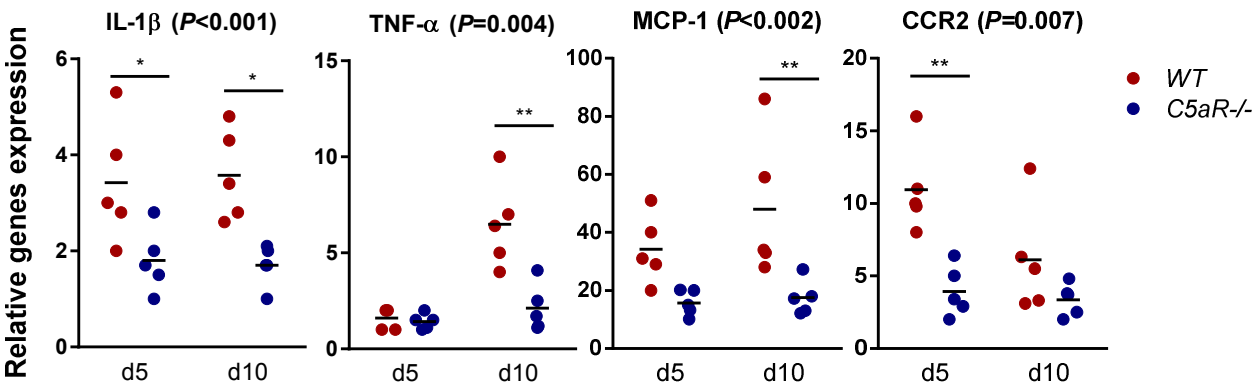 IL-1β (P<0.001)
TNF-α (P=0.004)
MCP-1 (P<0.002)
CCR2 (P=0.007)
Relative genes expression
6
4
2
0
*
*
d5
d10
15
10
5
0
**
d5
d10
100
80
60
40
20
0
**
d5
d10
20
15
10
5
0
**
d5
d10
WT
C5aR-/-